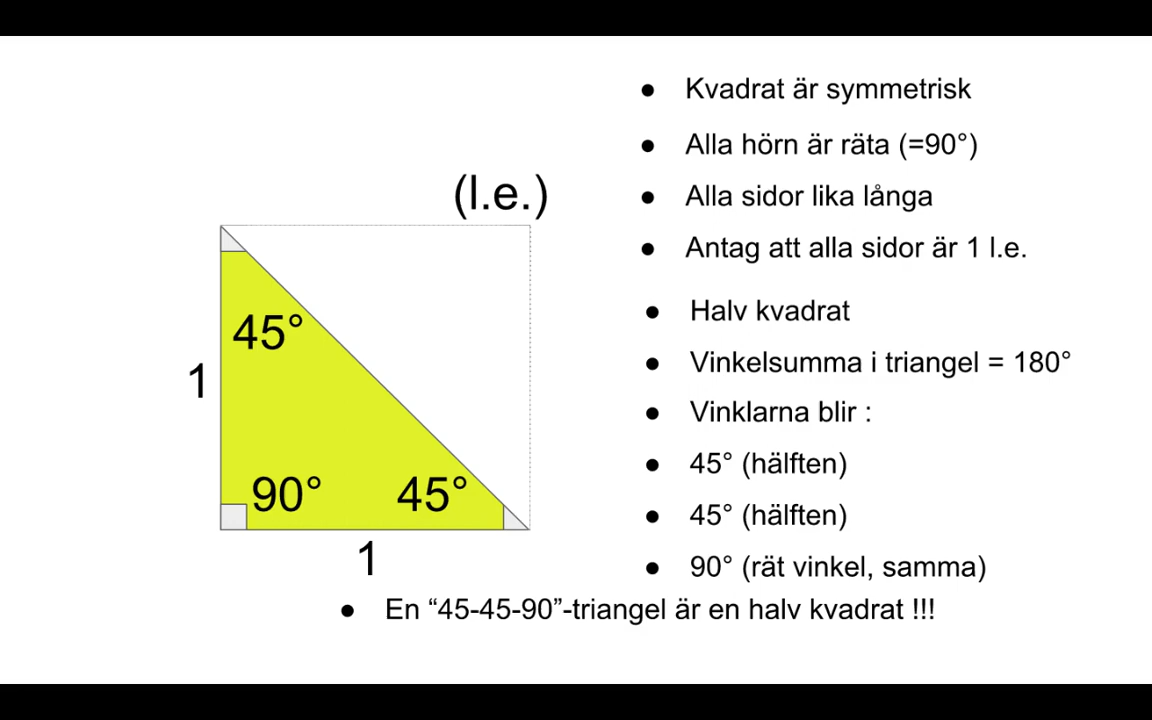 (l.e.)
45°
1
90°
45°
1
● Kvadrat är symmetrisk
● Alla hörn är räta (=90°)
● Alla sidor lika långa
● Antag att alla sidor är 1 l.e.
● Halv kvadrat
● Vinkelsumma i triangel = 180°
● Vinklarna blir :
● 45° (hälften)
● 45° (hälften)
● 90° (rät vinkel, samma)
● En “45-45-90”-triangel är en halv kvadrat !!!